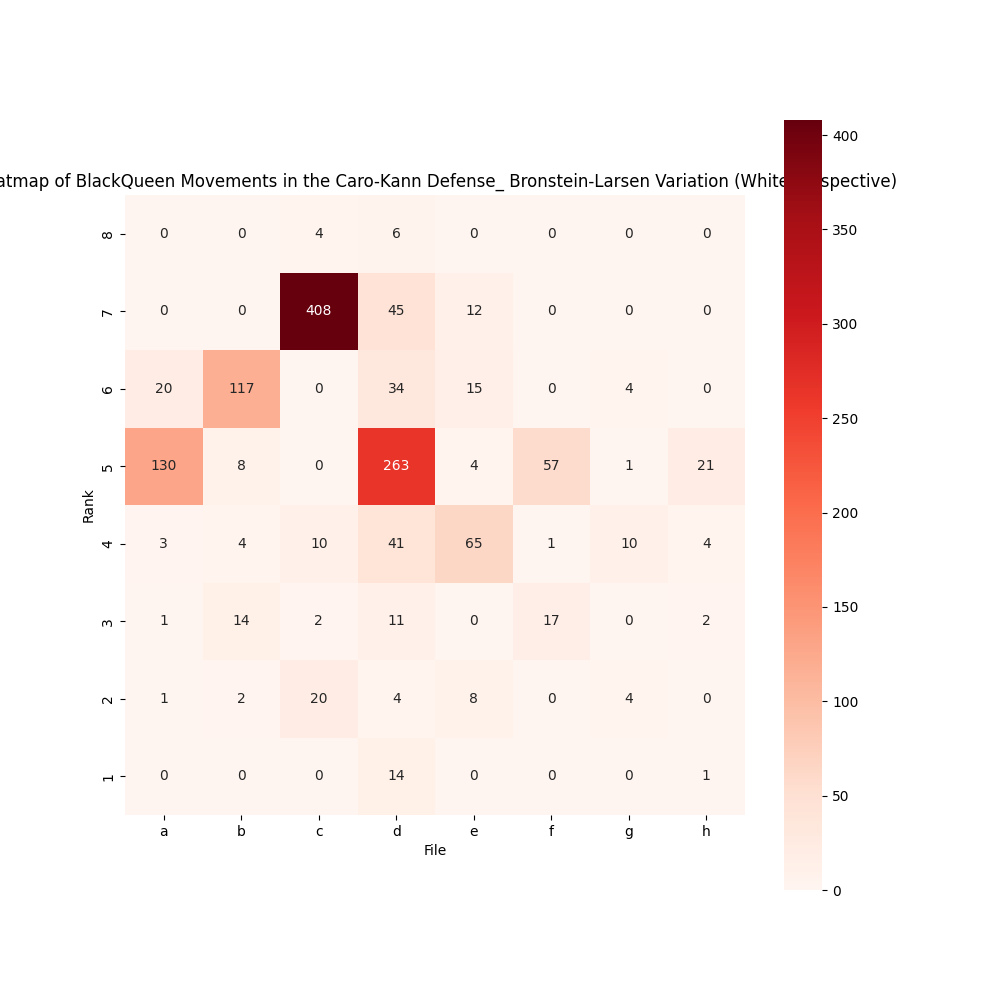 atmap of BlackQueen Movements in the Caro-Kann Defense_ Bronstein-Larsen Variation (White spective)
8 0 0 4 6 0 0 0 0
7 0 0 408 45 12 0 0 0
6 20 117 0 34 15 0 4 0
5 130 8 0 263 4 57 1 21
Rank
4 3 4 10 41 65 1 10 4
3 1 14 2 11 0 17 0 2
2 1 2 20 4 8 0 4 0
1 0 0 0 14 0 0 0 1
a b c d e f g h
File
400
350
300
250
200
150
100
50
0